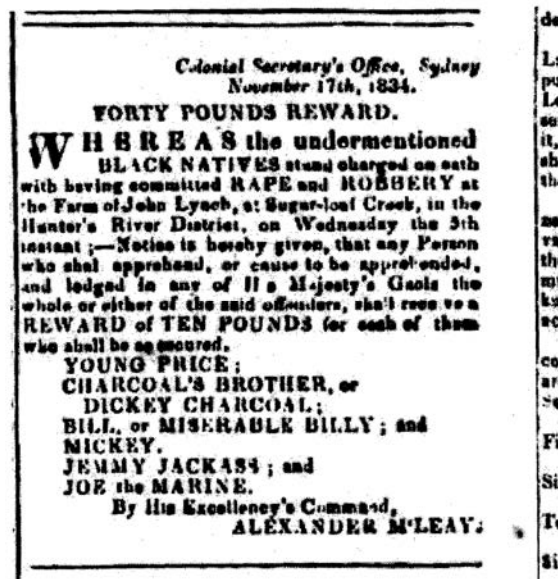 Colonial Secretary's Office, Sydney
November 17th, 1834.
FORTY POUNDS REWARD.
WHEREAS the undermentioned
BLACK NATIVES stand charged on oath
with having committed RAPE and ROBBERY at
the Farm of John Lynch, at Sugar-loaf Creek, in the
Hunter's River District, on Wednesday the 5th
instant ;—Notice is hereby given, that any Person
who shal apprehend, or cause to be apprehended,
and lodged in any of His Majesty's Gaols the
whole or either of the said offenders, shall receive a
REWARD of TEN POUNDS for each of them
who shall be so secured.
YOUNG PRICE ;
CHARCOAL'S BROTHER, or
DICKEY CHARCOAL ;
BILL, or MISERABLE BILLY ; and
MICKEY.
JEMMY JACKASS ; and
JOE the MARINE.
By His Excellency's Command,
ALEXANDER M'LEAY.